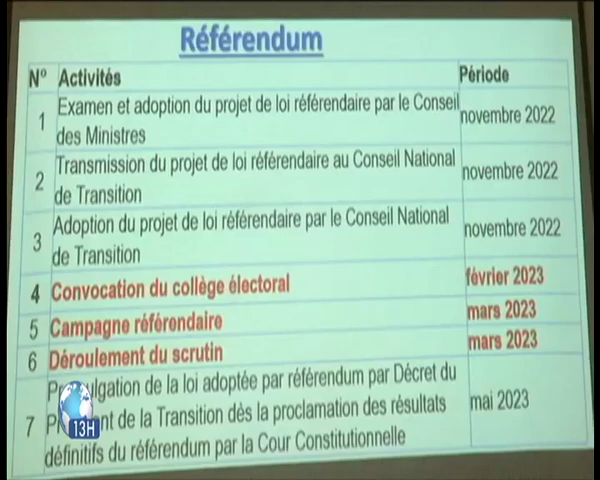 Référendum
N° Activités Période
1 Examen et adoption du projet de loi référendaire par le Conseil des Ministres novembre 2022
2 Transmission du projet de loi référendaire au Conseil National de Transition novembre 2022
3 Adoption du projet de loi référendaire par le Conseil National de Transition novembre 2022
4 Convocation du collège électoral février 2023
5 Campagne référendaire mars 2023
6 Déroulement du scrutin mars 2023
7 de la loi adoptée par référendum par Décret du de la Transition dès la proclamation des résultats définitifs du référendum par la Cour Constitutionnelle mai 2023
13H